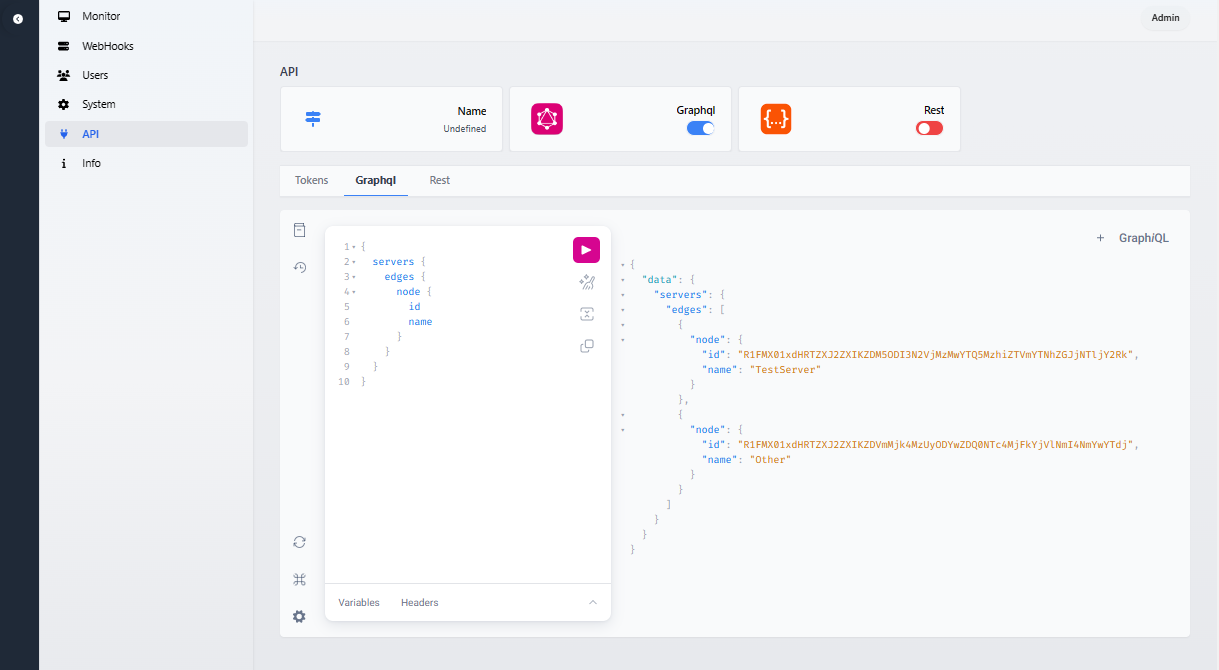 Monitor
WebHooks
Users
System
API
Info
Admin
API
Name
Undefined
Graphql
{...}
Rest
Tokens Graphql Rest
1 {
2 servers {
3 edges {
4 node {
5 id
6 name
7 }
8 }
9 }
10 }
Variables Headers
+ GraphiQL
{
"data": {
"servers": {
"edges": [
{
"node": {
"id": "R1FMX01xdHRTZXJ2ZXIKZDM5ODI3N2VjMzMwYTQ5MzhiZTVmYTNhZGJjNTljY2Rk",
"name": "TestServer"
}
},
{
"node": {
"id": "R1FMX01xdHRTZXJ2ZXIKZDVmMjk4MzUyODYwZDQ0NTc4MjFkYjVlNmI4NmYwYTdj",
"name": "Other"
}
}
]
}
}
}